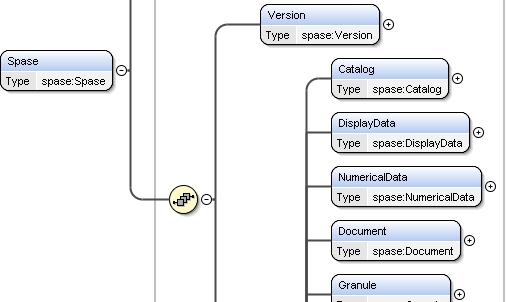 Version
Type spase:Version
Spase
Type spase:Spase
Catalog
Type spase:Catalog
DisplayData
Type spase:DisplayData
NumericalData
Type spase:NumericalData
Document
Type spase:Document
Granule